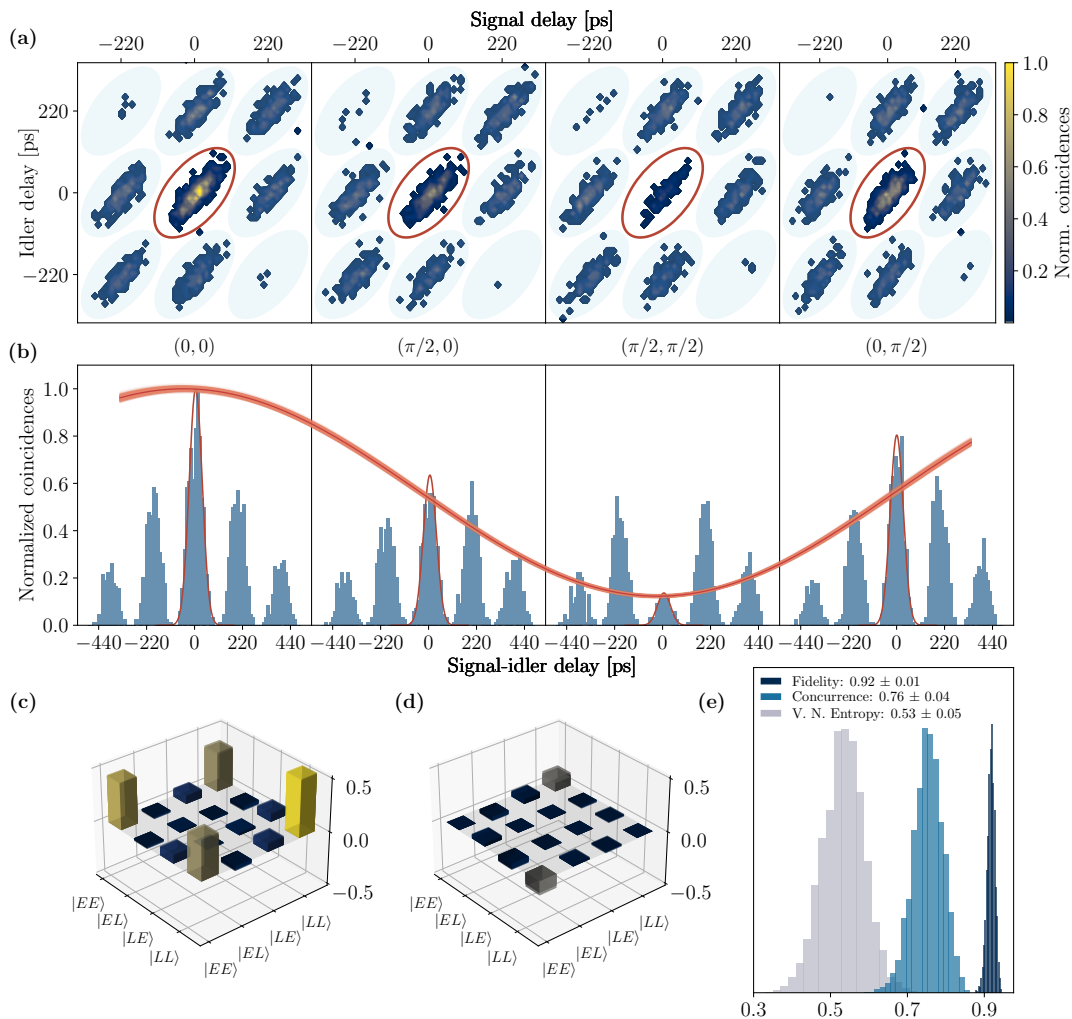 Signal delay [ps]
(a)
−220 0 220 −220 0 220 −220 0 220 −220 0 220
Idler delay [ps]
220
0
−220
1.0
0.8
0.6
0.4
0.2
Norm. coincidences
(b)
(0, 0) (π/2, 0) (π/2, π/2) (0, π/2)
Normalized coincidences
1.0
0.8
0.6
0.4
0.2
0.0
−440 −220 0 220 −440 −220 0 220 −440 −220 0 220 −440 −220 0 220 440
Signal-idler delay [ps]
(c)
0.5
0.0
−0.5
|EE⟩
|EL⟩
|LE⟩
|LL⟩
|EE⟩
|EL⟩
|LE⟩
|LL⟩
(d)
0.5
0.0
−0.5
|EE⟩
|EL⟩
|LE⟩
|LL⟩
|EE⟩
|EL⟩
|LE⟩
|LL⟩
(e)
Fidelity: 0.92 ± 0.01
Concurrence: 0.76 ± 0.04
V. N. Entropy: 0.53 ± 0.05
0.3 0.5 0.7 0.9